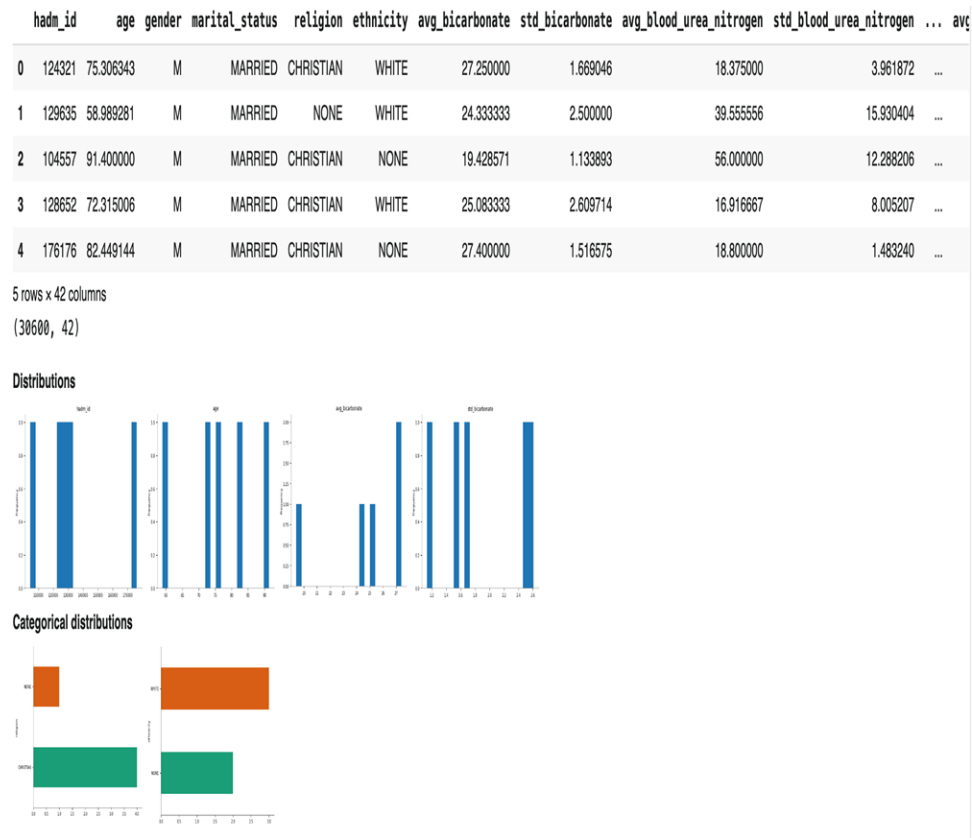 hadm_id age gender marital_status religion ethnicity avg_bicarbonate std_bicarbonate avg_blood_urea_nitrogen std_blood_urea_nitrogen ... avg
0 124321 75.306343 M MARRIED CHRISTIAN WHITE 27.250000 1.669046 18.375000 3.961872 ...
1 129635 58.989281 M MARRIED NONE WHITE 24.333333 2.500000 39.555556 15.930404 ...
2 104557 91.400000 M MARRIED CHRISTIAN NONE 19.428571 1.133893 56.000000 12.288206 ...
3 128652 72.315006 M MARRIED CHRISTIAN WHITE 25.083333 2.609714 16.916667 8.005207 ...
4 176176 82.449144 M MARRIED CHRISTIAN NONE 27.400000 1.516575 18.800000 1.483240 ...
5 rows × 42 columns
(30600, 42)
Distributions
hadm_id age avg_bicarbonate std_bicarbonate
Categorical distributions